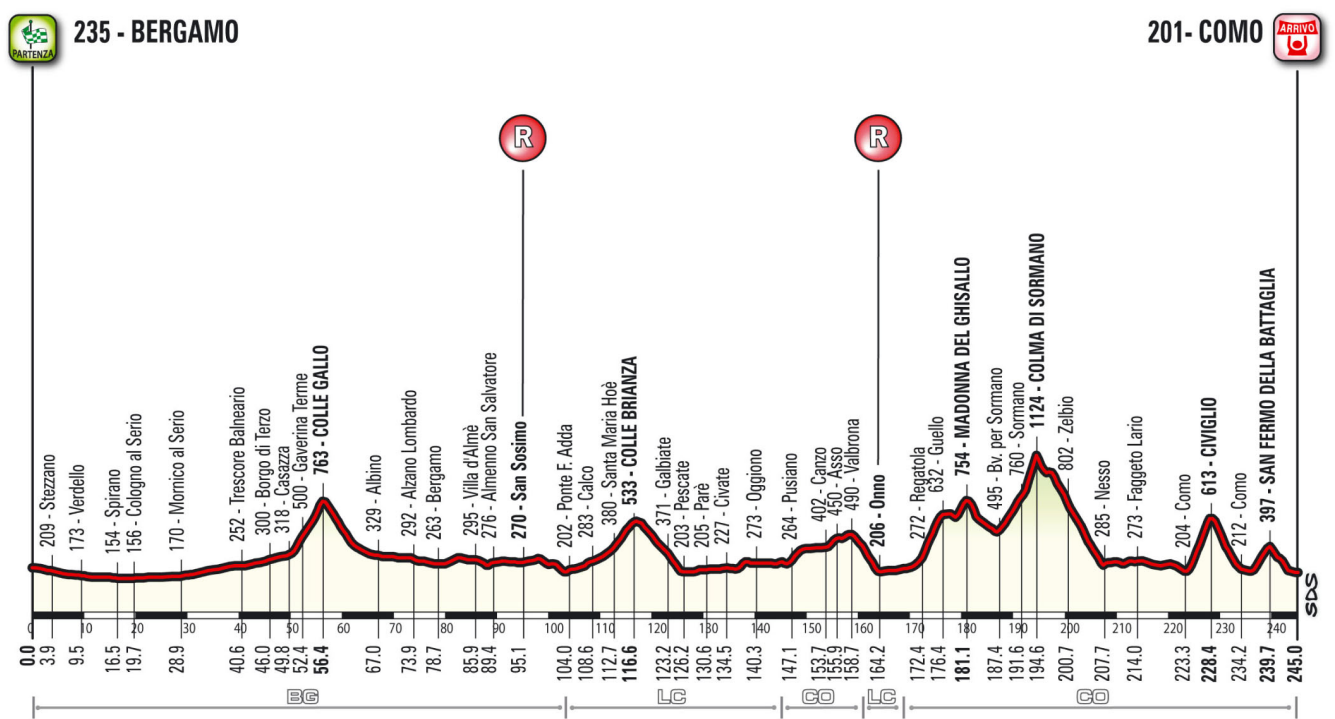 PARTENZA
235 - BERGAMO
201- COMO
ARRIVO
R
R
209 - Stezzano
173 - Verdello
154 - Spirano
156 - Cologno al Serio
170 - Mornico al Serio
252 - Trescore Balneario
300 - Borgo di Terzo
318 - Casazza
500 - Gaverina Terme
763 - COLLE GALLO
329 - Albino
292 - Alzano Lombardo
263 - Bergamo
295 - Villa d'Almè
276 - Almenno San Salvatore
270 - San Sosimo
202 - Ponte F. Adda
283 - Calco
380 - Santa Maria Hoè
533 - COLLE BRIANZA
371 - Galbiate
203 - Pescate
205 - Parè
227 - Civate
273 - Oggiono
264 - Pusiano
402 - Canzo
450 - Asso
490 - Valbrona
206 - Onno
272 - Regatola
632 - Guello
754 - MADONNA DEL GHISALLO
495 - Bv. per Sormano
760 - Sormano
1124 - COLMA DI SORMANO
802 - Zelbio
285 - Nesso
273 - Faggeto Lario
204 - Como
613 - CIVIGLIO
212 - Como
397 - SAN FERMO DELLA BATTAGLIA
SDS
0 10 20 30 40 50 60 70 80 90 100 110 120 130 140 150 160 170 180 190 200 210 220 230 240
0.0
3.9
9.5
16.5
19.7
28.9
40.6
46.0
49.8
52.4
56.4
67.0
73.9
78.7
85.9
89.4
95.1
104.0
108.6
112.7
116.6
123.2
126.2
130.6
134.5
140.3
147.1
153.7
155.9
158.7
164.2
172.4
176.4
181.1
187.4
191.6
194.6
200.7
207.7
214.0
223.3
228.4
234.2
239.7
245.0
BG LC CO LC CO